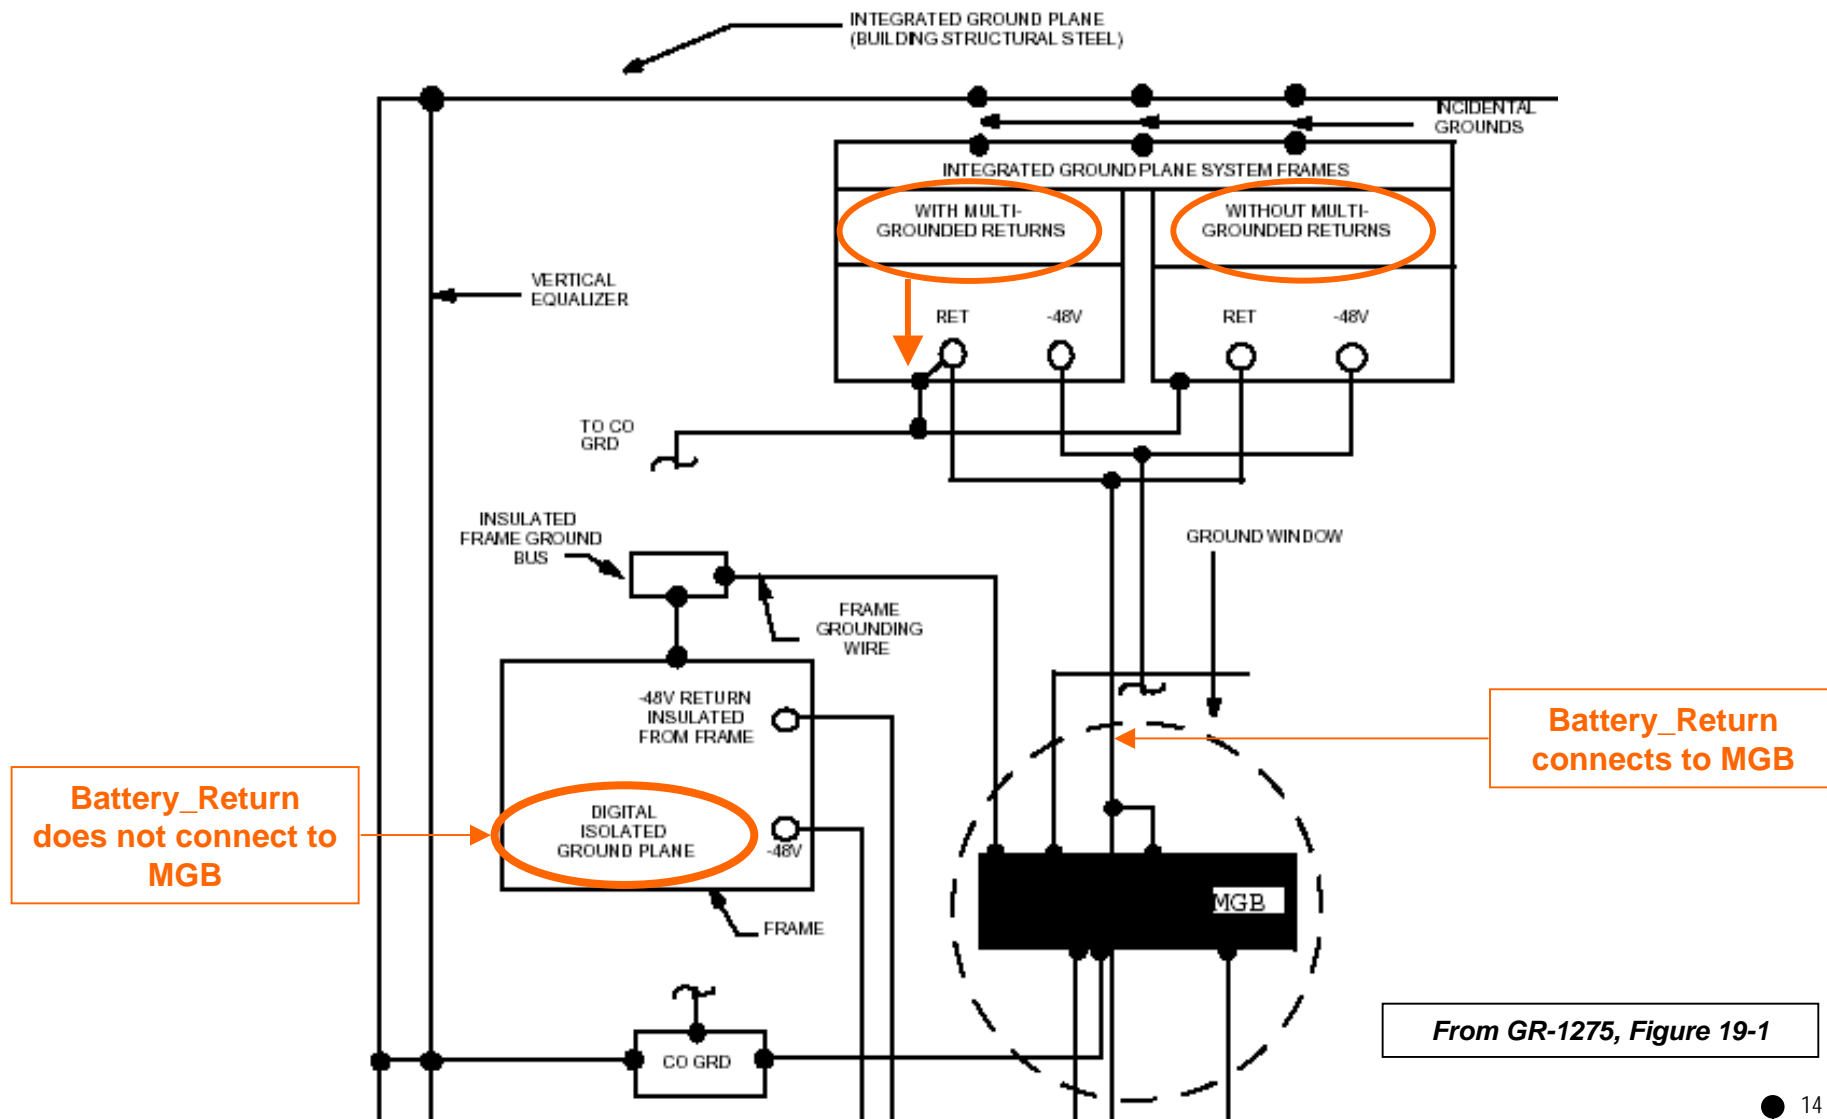 INTEGRATED GROUND PLANE
(BUILDING STRUCTURAL STEEL)
INCIDENTAL
GROUNDS
INTEGRATED GROUND PLANE SYSTEM FRAMES
WITH MULTI-
GROUNDED RETURNS
WITHOUT MULTI-
GROUNDED RETURNS
VERTICAL
EQUALIZER
RET
-48V
RET
-48V
TO CO
GRD
INSULATED
FRAME GROUND
BUS
GROUND WINDOW
FRAME
GROUNDING
WIRE
-48V RETURN
INSULATED
FROM FRAME
Battery_Return
connects to MGB
Battery_Return
does not connect to
MGB
DIGITAL
ISOLATED
GROUND PLANE
-48V
MGB
FRAME
From GR-1275, Figure 19-1
CO GRD
14